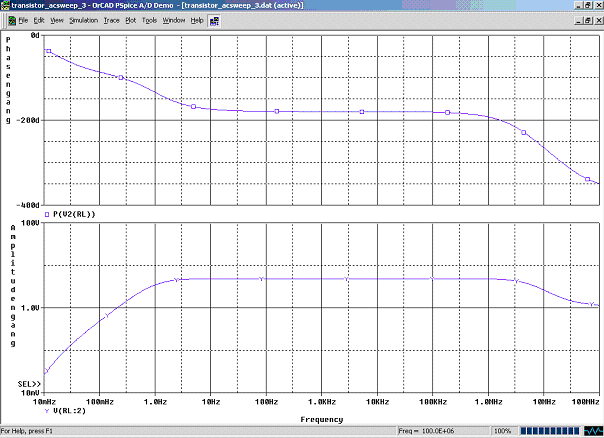 transistor_acsweep_3 - OrCAD PSpice A/D Demo - [transistor_acsweep_3.dat (active)]
File Edit View Simulation Trace Plot Tools Window Help
Phasengang
0d
-200d
-400d
P(V2(RL))
Amplitudengang
100V
1.0V
SEL>>
10mV
10mHz 100mHz 1.0Hz 10Hz 100Hz 1.0KHz 10KHz 100KHz 1.0MHz 10MHz 100MHz
V(RL:2)
Frequency
For Help, press F1 Freq = 100.0E+06 100%